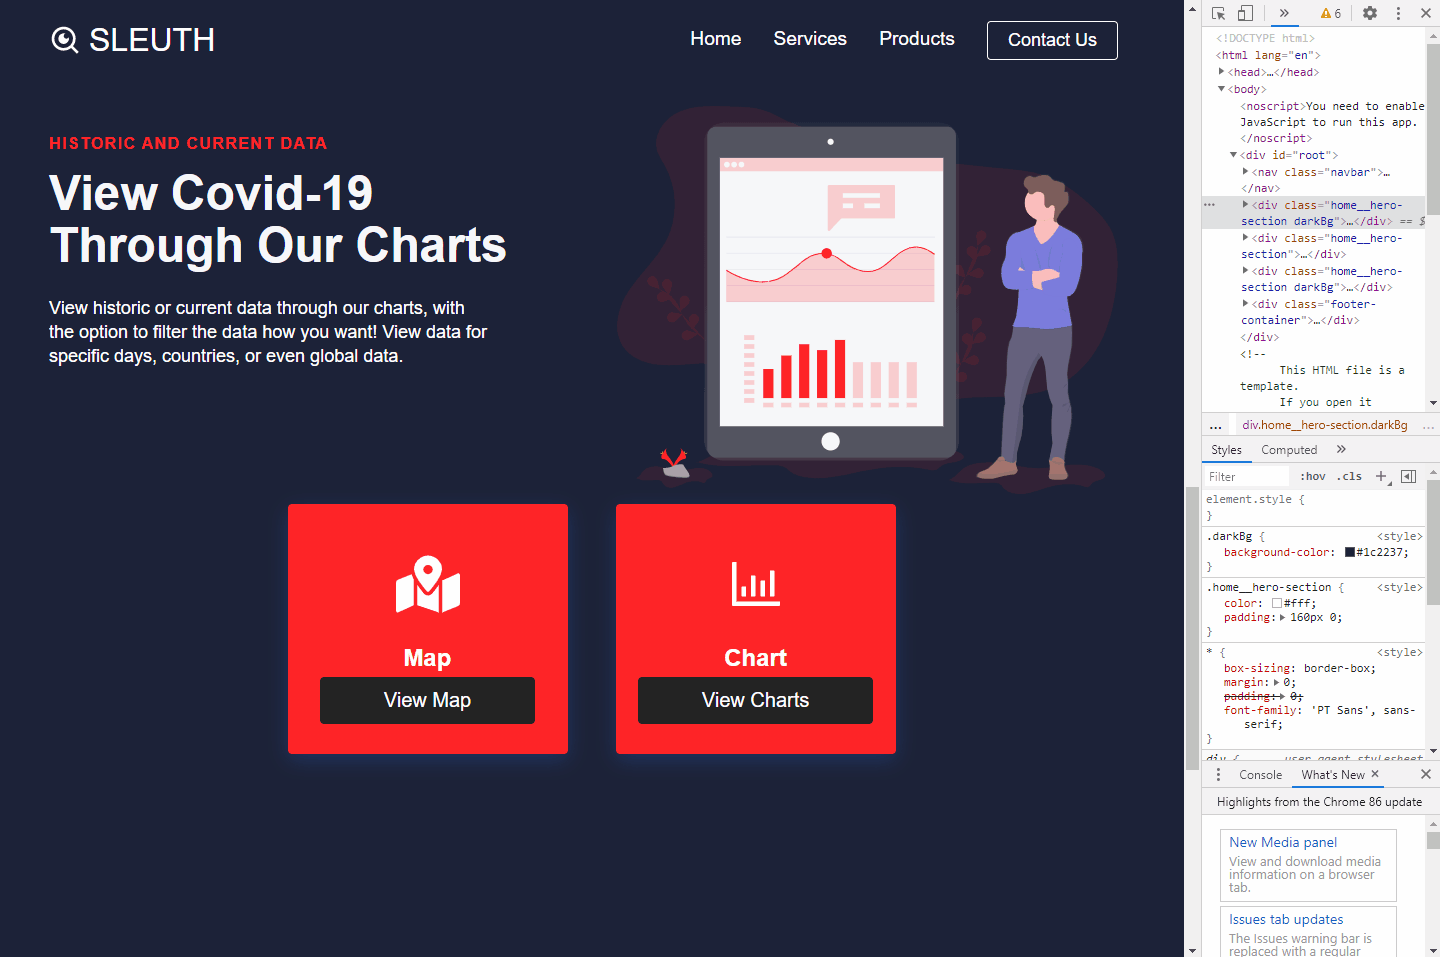 SLEUTH
Home Services Products Contact Us
HISTORIC AND CURRENT DATA
View Covid-19
Through Our Charts
View historic or current data through our charts, with
the option to filter the data how you want! View data for
specific days, countries, or even global data.
Map
View Map
Chart
View Charts
6
<!DOCTYPE html>
<html lang="en">
<head>…</head>
<body>
<noscript>You need to enable
JavaScript to run this app.
</noscript>
<div id="root">
<nav class="navbar">…
</nav>
<div class="home__hero-
section darkBg">…</div> == $
<div class="home__hero-
section">…</div>
<div class="home__hero-
section darkBg">…</div>
<div class="footer-
container">…</div>
</div>
<!--
This HTML file is a
template.
If you open it
... div.home__hero-section.darkBg ...
Styles Computed
Filter :hov .cls
element.style {
}
.darkBg { <style>
background-color: #1c2237;
}
.home__hero-section { <style>
color: #fff;
padding: 160px 0;
}
* { <style>
box-sizing: border-box;
margin: 0;
padding: 0;
font-family: 'PT Sans', sans-
serif;
}
div { user agent stylesheet
Console What's New
Highlights from the Chrome 86 update
New Media panel
View and download media
information on a browser
tab.
Issues tab updates
The Issues warning bar is
replaced with a regular